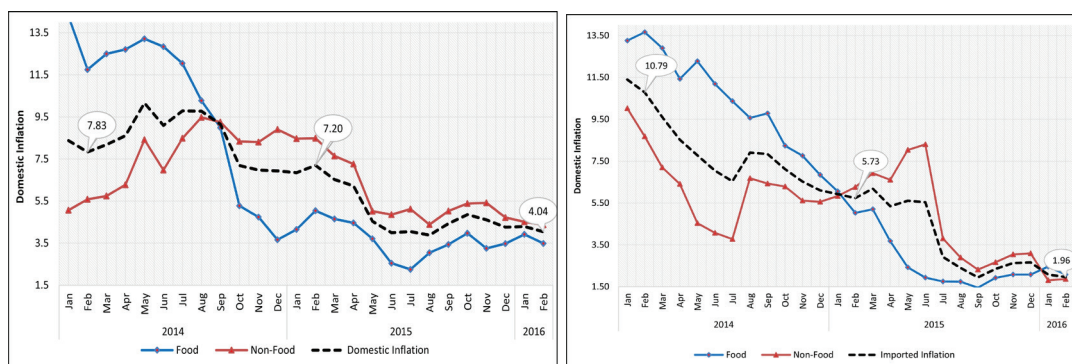 13.5
11.5
9.5
7.5
5.5
3.5
1.5
Domestic Inflation
7.83
7.20
4.04
Jan Feb Mar Apr May Jun Jul Aug Sep Oct Nov Dec Jan Feb Mar Apr May Jun Jul Aug Sep Oct Nov Dec Jan Feb
2014 2015 2016
Food Non-Food Domestic Inflation
13.50
11.50
9.50
7.50
5.50
3.50
1.50
Domestic Inflation
10.79
5.73
1.96
Jan Feb Mar Apr May Jun Jul Aug Sep Oct Nov Dec Jan Feb Mar Apr May Jun Jul Aug Sep Oct Nov Dec Jan Feb
2014 2015 2016
Food Non-Food Imported Inflation